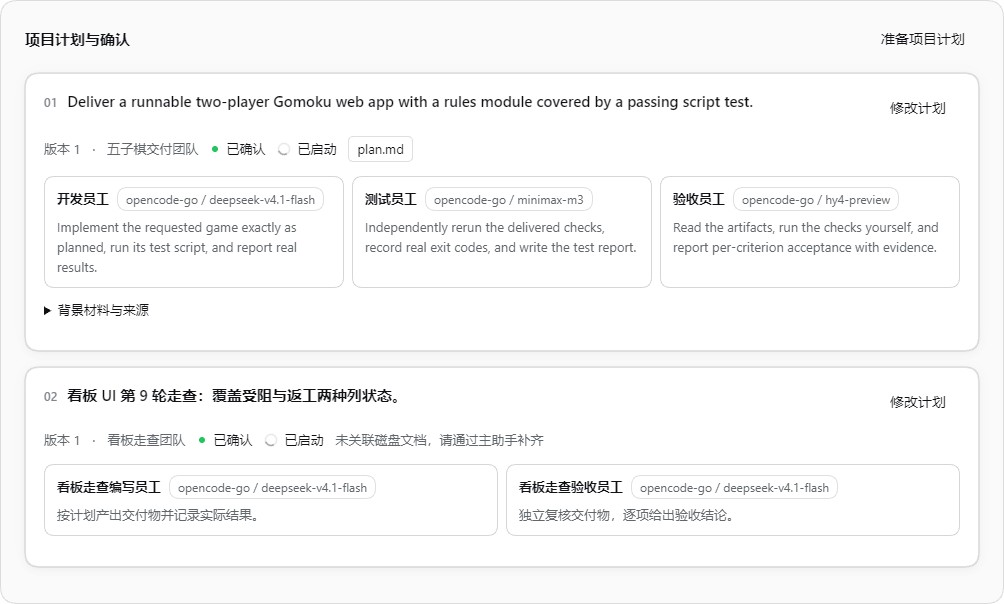 项目计划与确认
准备项目计划
01 Deliver a runnable two-player Gomoku web app with a rules module covered by a passing script test.
修改计划
版本 1 · 五子棋交付团队 已确认 已启动 plan.md
开发员工 opencode-go / deepseek-v4.1-flash
Implement the requested game exactly as
planned, run its test script, and report real
results.
测试员工 opencode-go / minimax-m3
Independently rerun the delivered checks,
record real exit codes, and write the test report.
验收员工 opencode-go / hy4-preview
Read the artifacts, run the checks yourself, and
report per-criterion acceptance with evidence.
背景材料与来源
02 看板 UI 第 9 轮走查：覆盖受阻与返工两种列状态。
修改计划
版本 1 · 看板走查团队 已确认 已启动 未关联磁盘文档，请通过主助手补齐
看板走查编写员工 opencode-go / deepseek-v4.1-flash
按计划产出交付物并记录实际结果。
看板走查验收员工 opencode-go / deepseek-v4.1-flash
独立复核交付物，逐项给出验收结论。